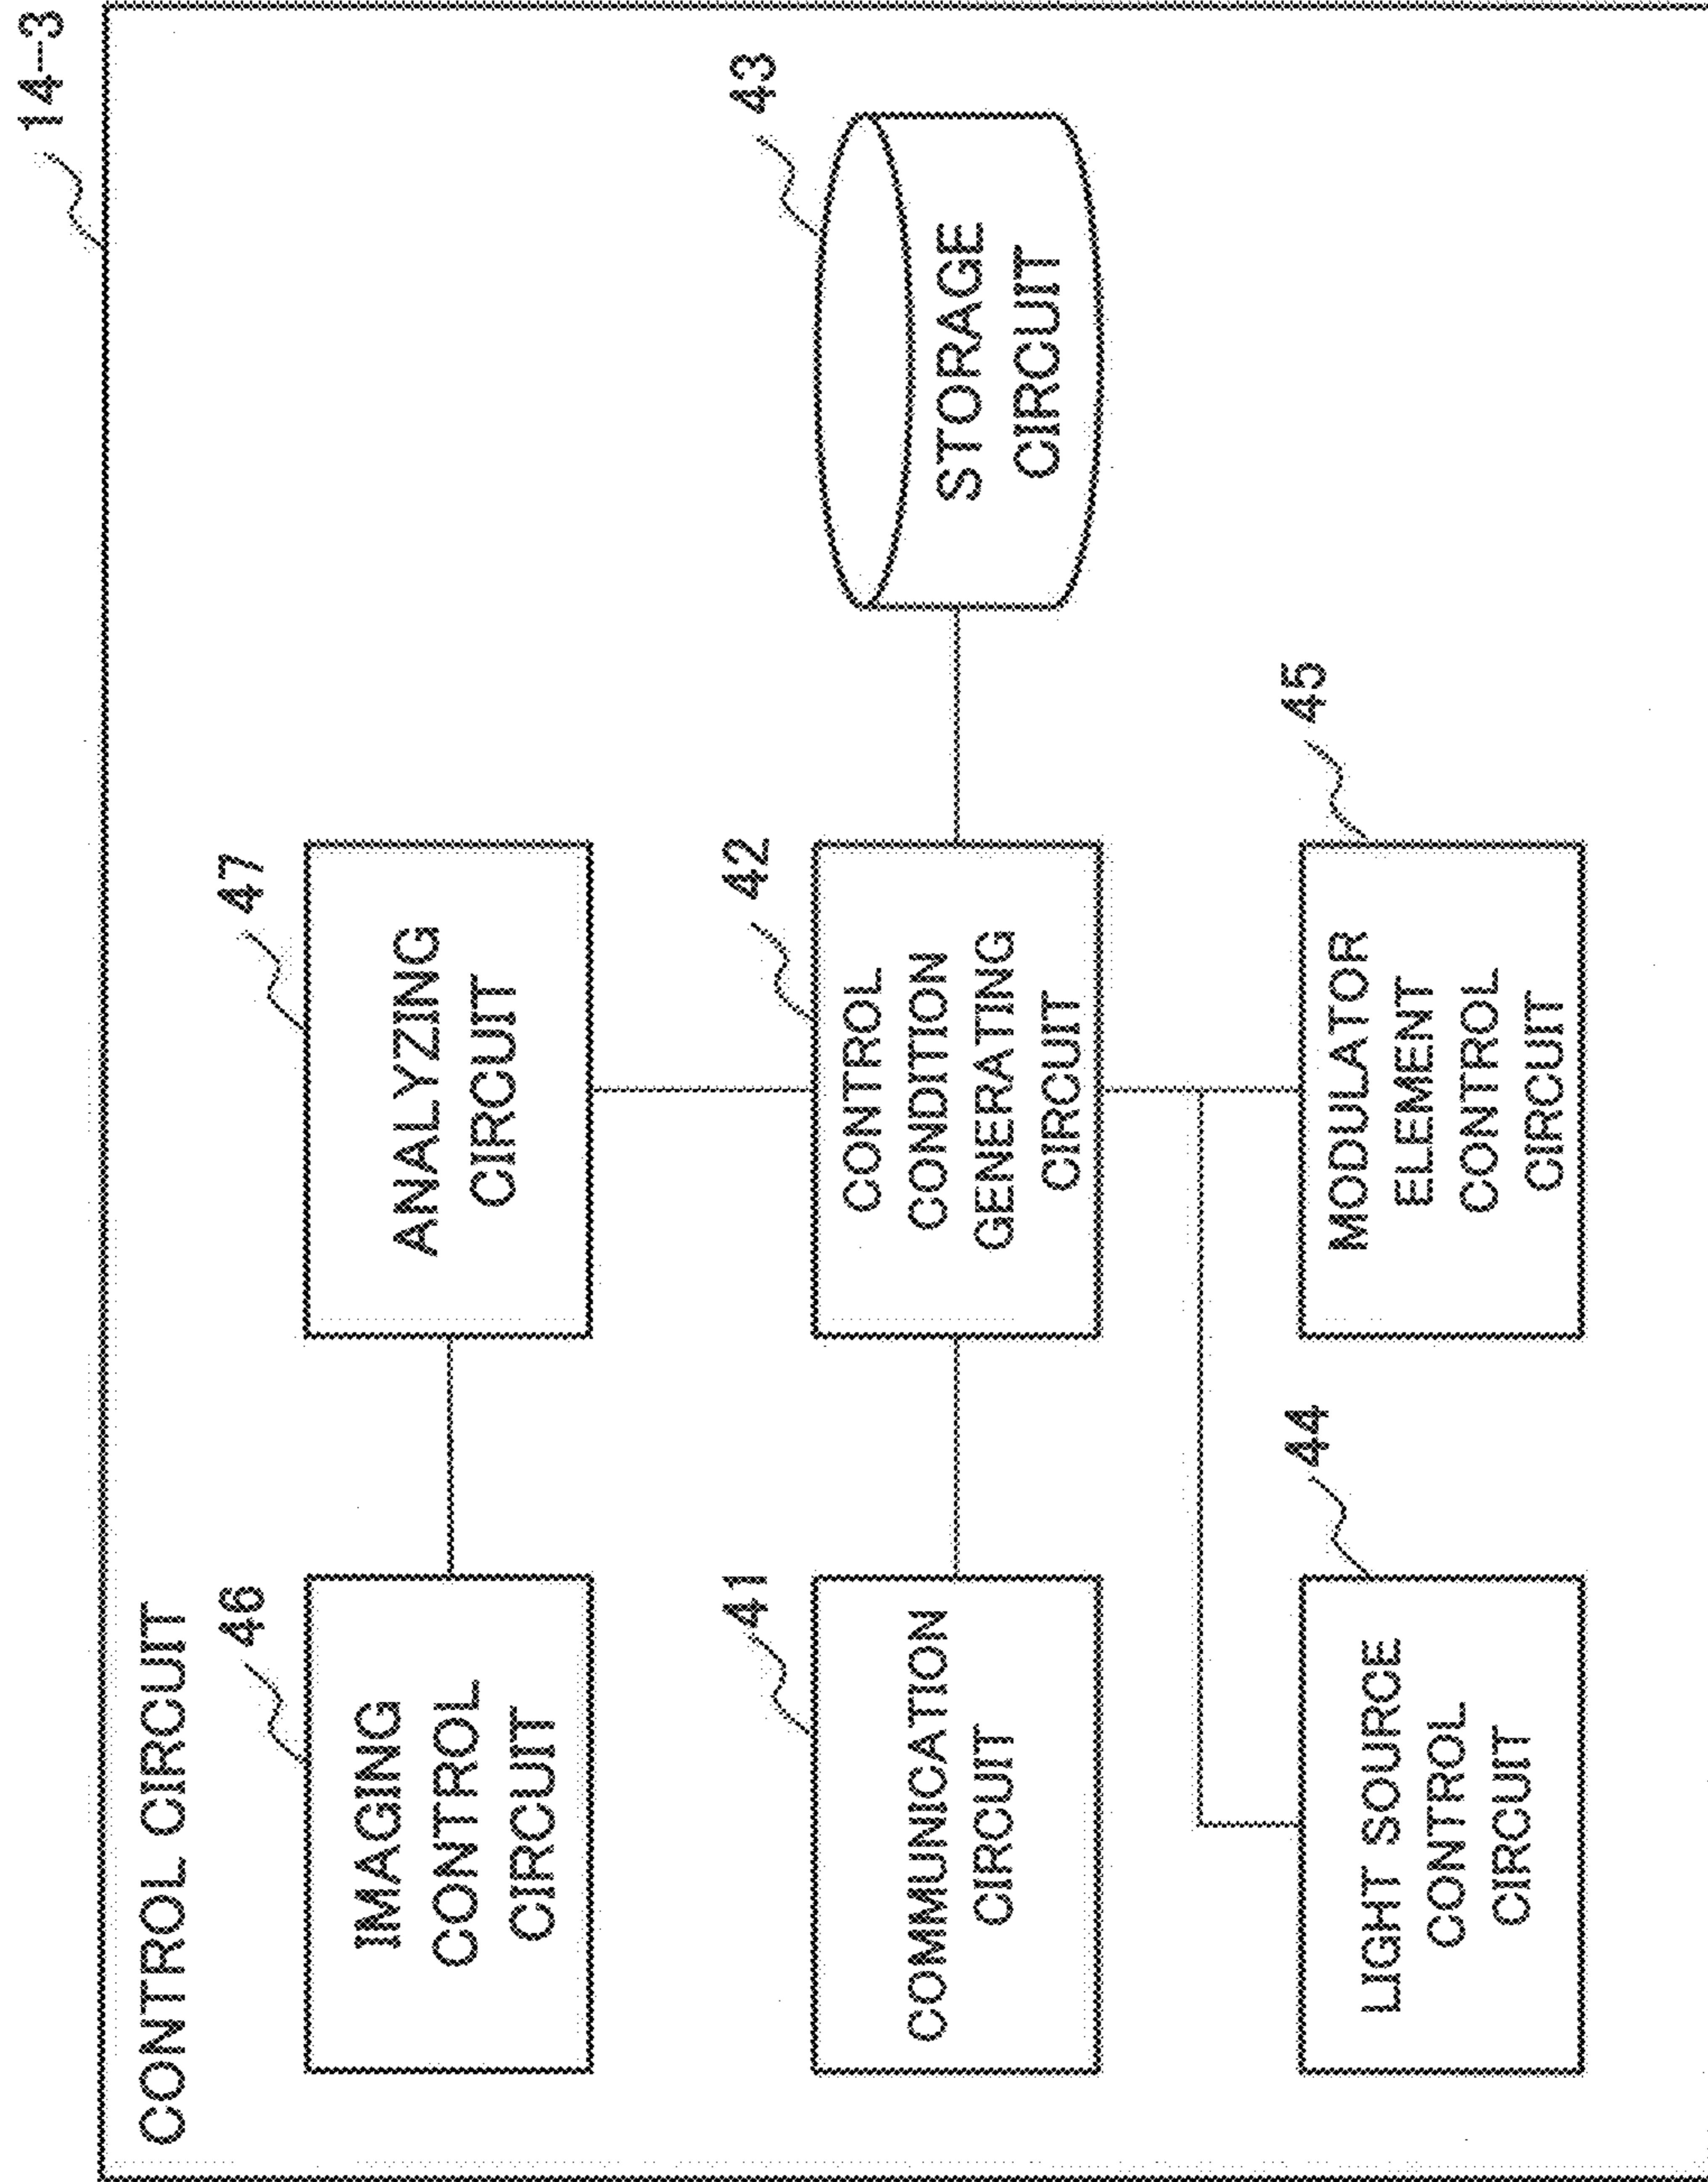 14-3
CONTROL CIRCUIT
46
IMAGING
CONTROL
CIRCUIT
47
ANALYZING
CIRCUIT
41
COMMUNICATION
CIRCUIT
42
CONTROL
CONDITION
GENERATING
CIRCUIT
43
STORAGE
CIRCUIT
44
LIGHT SOURCE
CONTROL
CIRCUIT
45
MODULATOR
ELEMENT
CONTROL
CIRCUIT